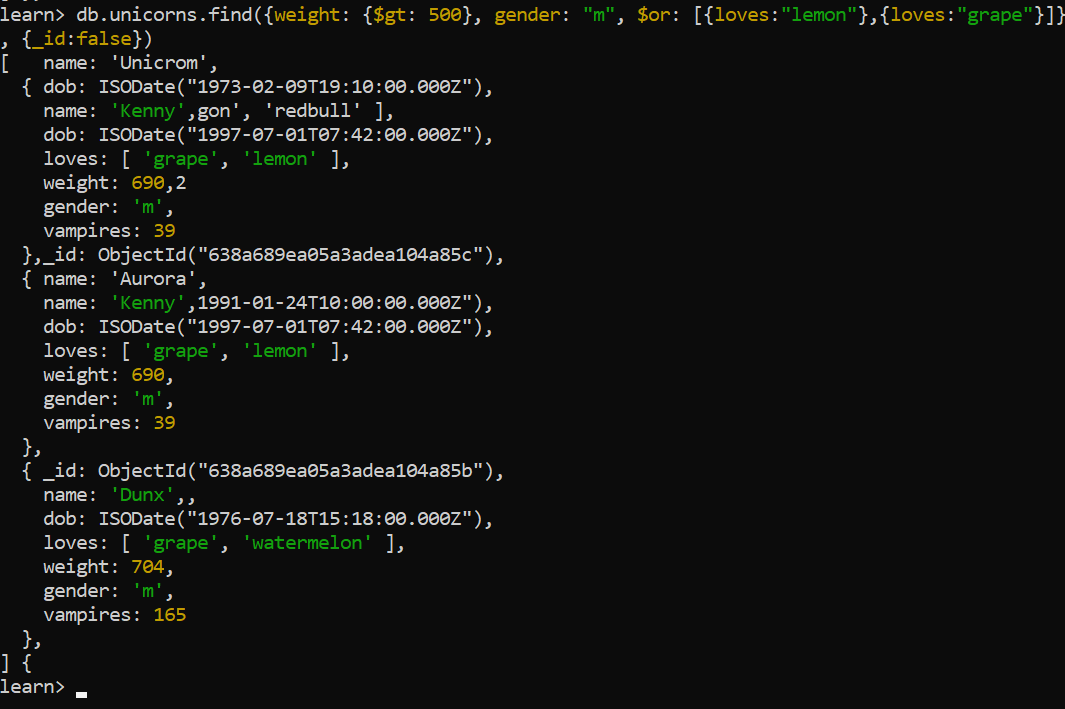 learn> db.unicorns.find({weight: {$gt: 500}, gender: "m", $or: [{loves:"lemon"},{loves:"grape"}]}
, {_id:false})
[   name: 'Unicrom',
  { dob: ISODate("1973-02-09T19:10:00.000Z"),
    name: 'Kenny',gon', 'redbull' ],
    dob: ISODate("1997-07-01T07:42:00.000Z"),
    loves: [ 'grape', 'lemon' ],
    weight: 690,2
    gender: 'm',
    vampires: 39
  },_id: ObjectId("638a689ea05a3adea104a85c"),
  { name: 'Aurora',
    name: 'Kenny',1991-01-24T10:00:00.000Z"),
    dob: ISODate("1997-07-01T07:42:00.000Z"),
    loves: [ 'grape', 'lemon' ],
    weight: 690,
    gender: 'm',
    vampires: 39
  },
  { _id: ObjectId("638a689ea05a3adea104a85b"),
    name: 'Dunx',,
    dob: ISODate("1976-07-18T15:18:00.000Z"),
    loves: [ 'grape', 'watermelon' ],
    weight: 704,
    gender: 'm',
    vampires: 165
  },
] {
learn>